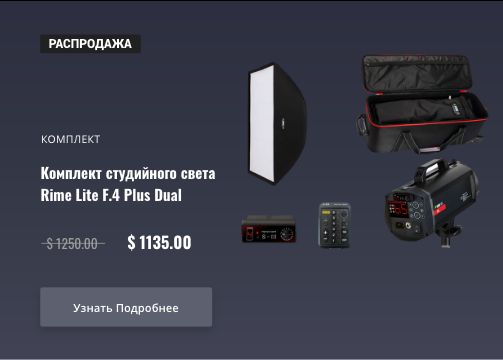 РАСПРОДАЖА
КОМПЛЕКТ
Комплект студийного света
Rime Lite F.4 Plus Dual
$ 1250.00 $ 1135.00
Узнать Подробнее